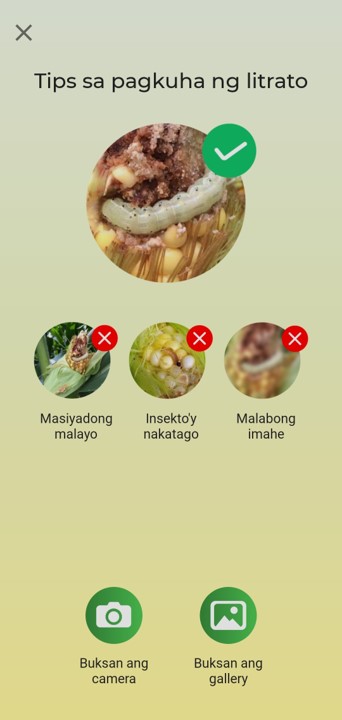 Tips sa pagkuha ng litrato
Masiyadong
malayo
Insekto'y
nakatago
Malabong
imahe
Buksan ang
camera
Buksan ang
gallery